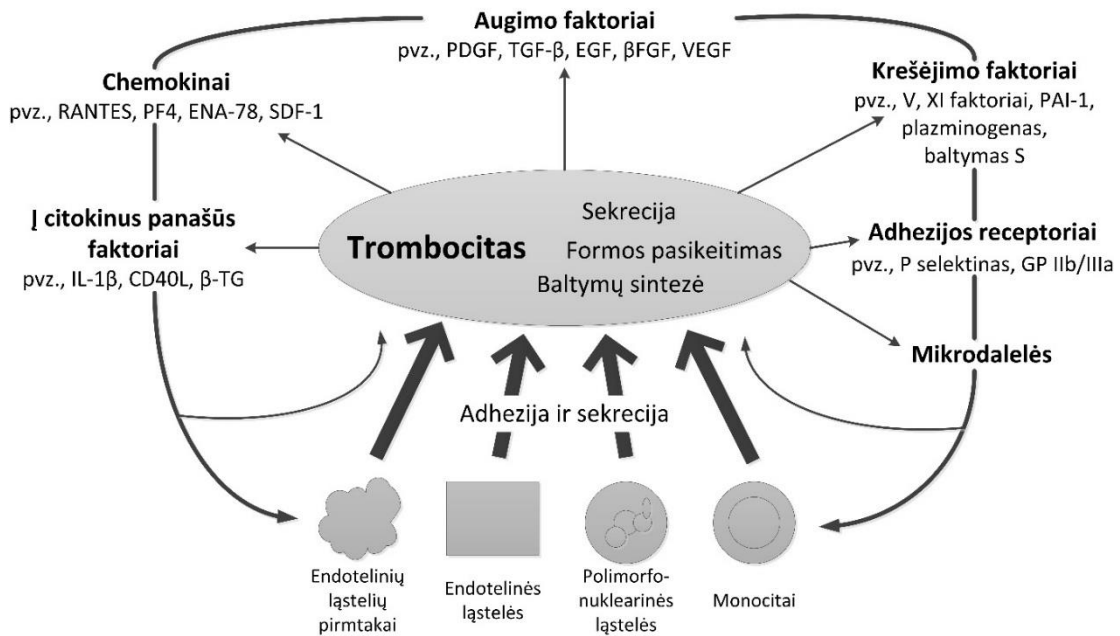 Augimo faktoriai
pvz., PDGF, TGF-β, EGF, βFGF, VEGF
Chemokinai
pvz., RANTES, PF4, ENA-78, SDF-1
Krešėjimo faktoriai
pvz., V, XI faktoriai, PAI-1,
plazminogenas,
baltymas S
Į citokinus panašūs
faktoriai
pvz., IL-1β, CD40L, β-TG
Trombocitas
Sekrecija
Formos pasikeitimas
Baltymų sintezė
Adhezijos receptoriai
pvz., P selektinas, GP IIb/IIIa
Mikrodalelės
Adhezija ir sekrecija
Endotelinių
ląstelių
pirmtakai
Endotelinės
ląstelės
Polimorfo-
nuklearinės
ląstelės
Monocitai